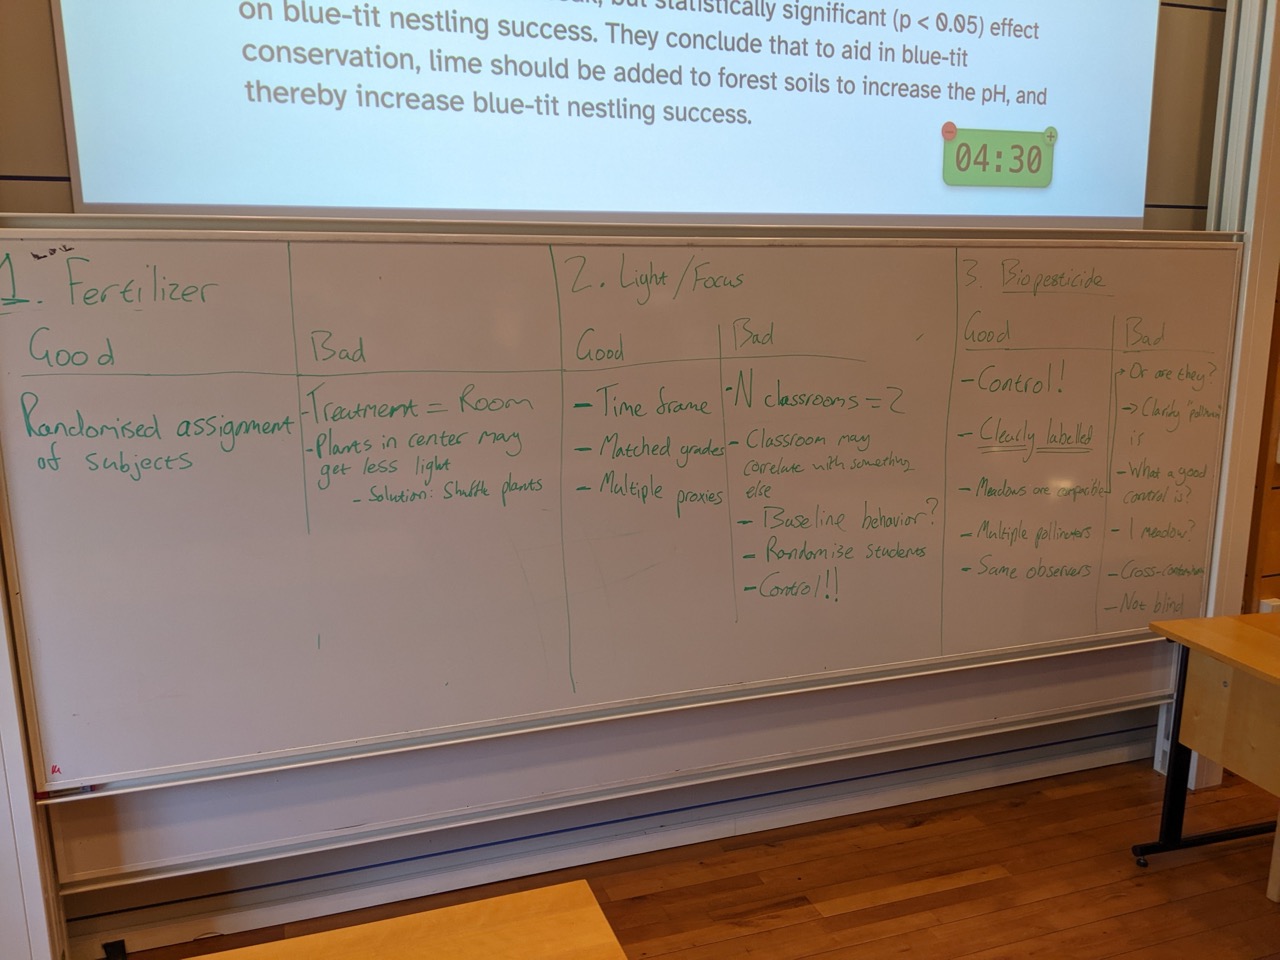 but statistically significant (p < 0.05) effect
on blue-tit nestling success. They conclude that to aid in blue-tit
conservation, lime should be added to forest soils to increase the pH, and
thereby increase blue-tit nestling success.
04:30
1. Fertilizer
Good
Randomised assignment
of subjects
Bad
-Treatment = Room
-Plants in center may
get less light
- Solution: Shuffle plants
2. Light/Focus
Good
- Time frame
- Matched grades
- Multiple proxies
Bad
-N classrooms = 2
- Classroom may
correlate with something
else
- Baseline behavior?
- Randomise students
- Control!!
3. Biopesticide
Good
- Control!
- Clearly labelled
- Meadows are compatible
- Multiple pollinators
- Same observers
Bad
→ Or are they?
→ Clarify
is
- What a good
control is?
- 1 meadow?
- Not blind